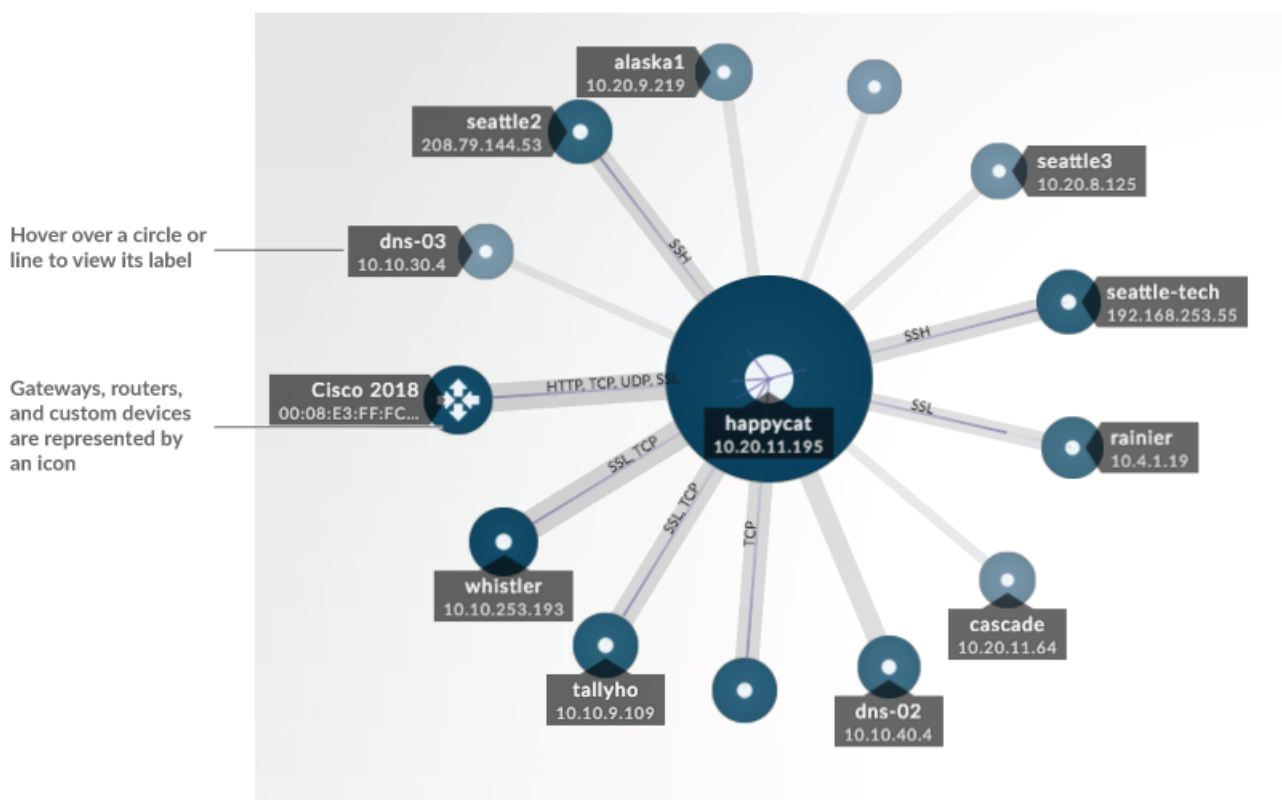 alaska1
10.20.9.219
seattle2
208.79.144.53
seattle3
10.20.8.125
Hover over a circle or
line to view its label
dns-03
10.10.30.4
SSH
seattle-tech
192.168.253.55
SSH
Gateways, routers,
and custom devices
are represented by
an icon
Cisco 2018
00:08:E3:FF:FC...
HTTP, TCP, UDP, SSL
happycat
10.20.11.195
SSL
rainier
10.4.1.19
SSL, TCP
SSL, TCP
TCP
whistler
10.10.253.193
cascade
10.20.11.64
tallyho
10.10.9.109
dns-02
10.10.40.4